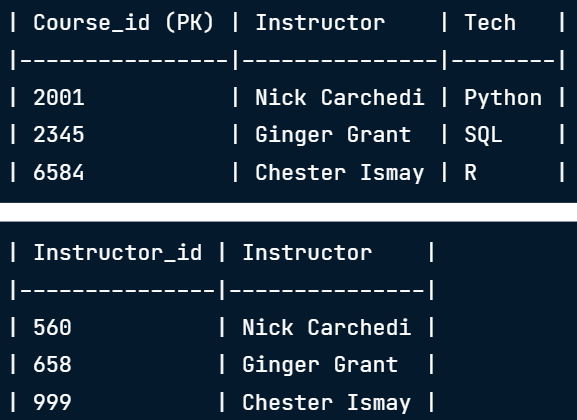 | Course_id (PK) | Instructor    | Tech   |
|----------------|---------------|--------|
| 2001           | Nick Carchedi | Python |
| 2345           | Ginger Grant  | SQL    |
| 6584           | Chester Ismay | R      |
| Instructor_id | Instructor    |
|---------------|---------------|
| 560           | Nick Carchedi |
| 658           | Ginger Grant  |
| 999           | Chester Ismay |